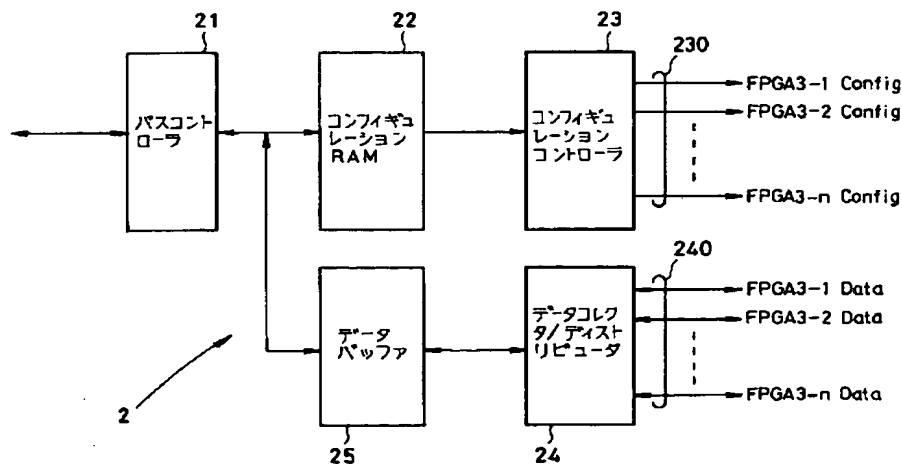 21
22
23
230
バスコント
ローラ
コンフィギュ
レーション
RAM
コンフィギュ
レーション
コントローラ
FPGA3-1 Config
FPGA3-2 Config
FPGA3-n Config
240
データ
バッファ
データコレク
タ/ディスト
リビュータ
FPGA3-1 Data
FPGA3-2 Data
FPGA3-n Data
2
25
24